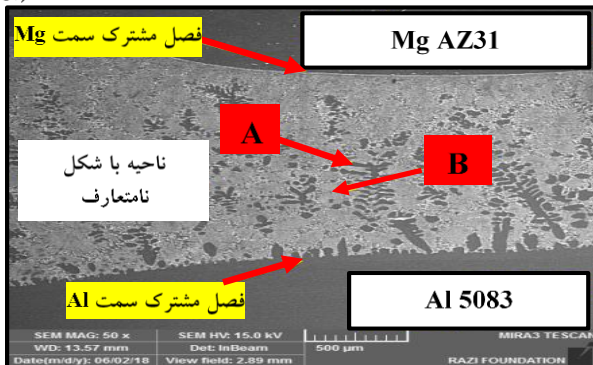 فصل مشترک سمت Mg
Mg AZ31
A
B
ناحیه با شکل
نامتعارف
فصل مشترک سمت Al
Al 5083
SEM MAG: 50 x
SEM HV: 15.0 kV
MIRA3 TESCAN
WD: 13.57 mm
Det: InBeam
500 µm
Date(m/d/y): 06/02/18
View field: 2.89 mm
RAZI FOUNDATION